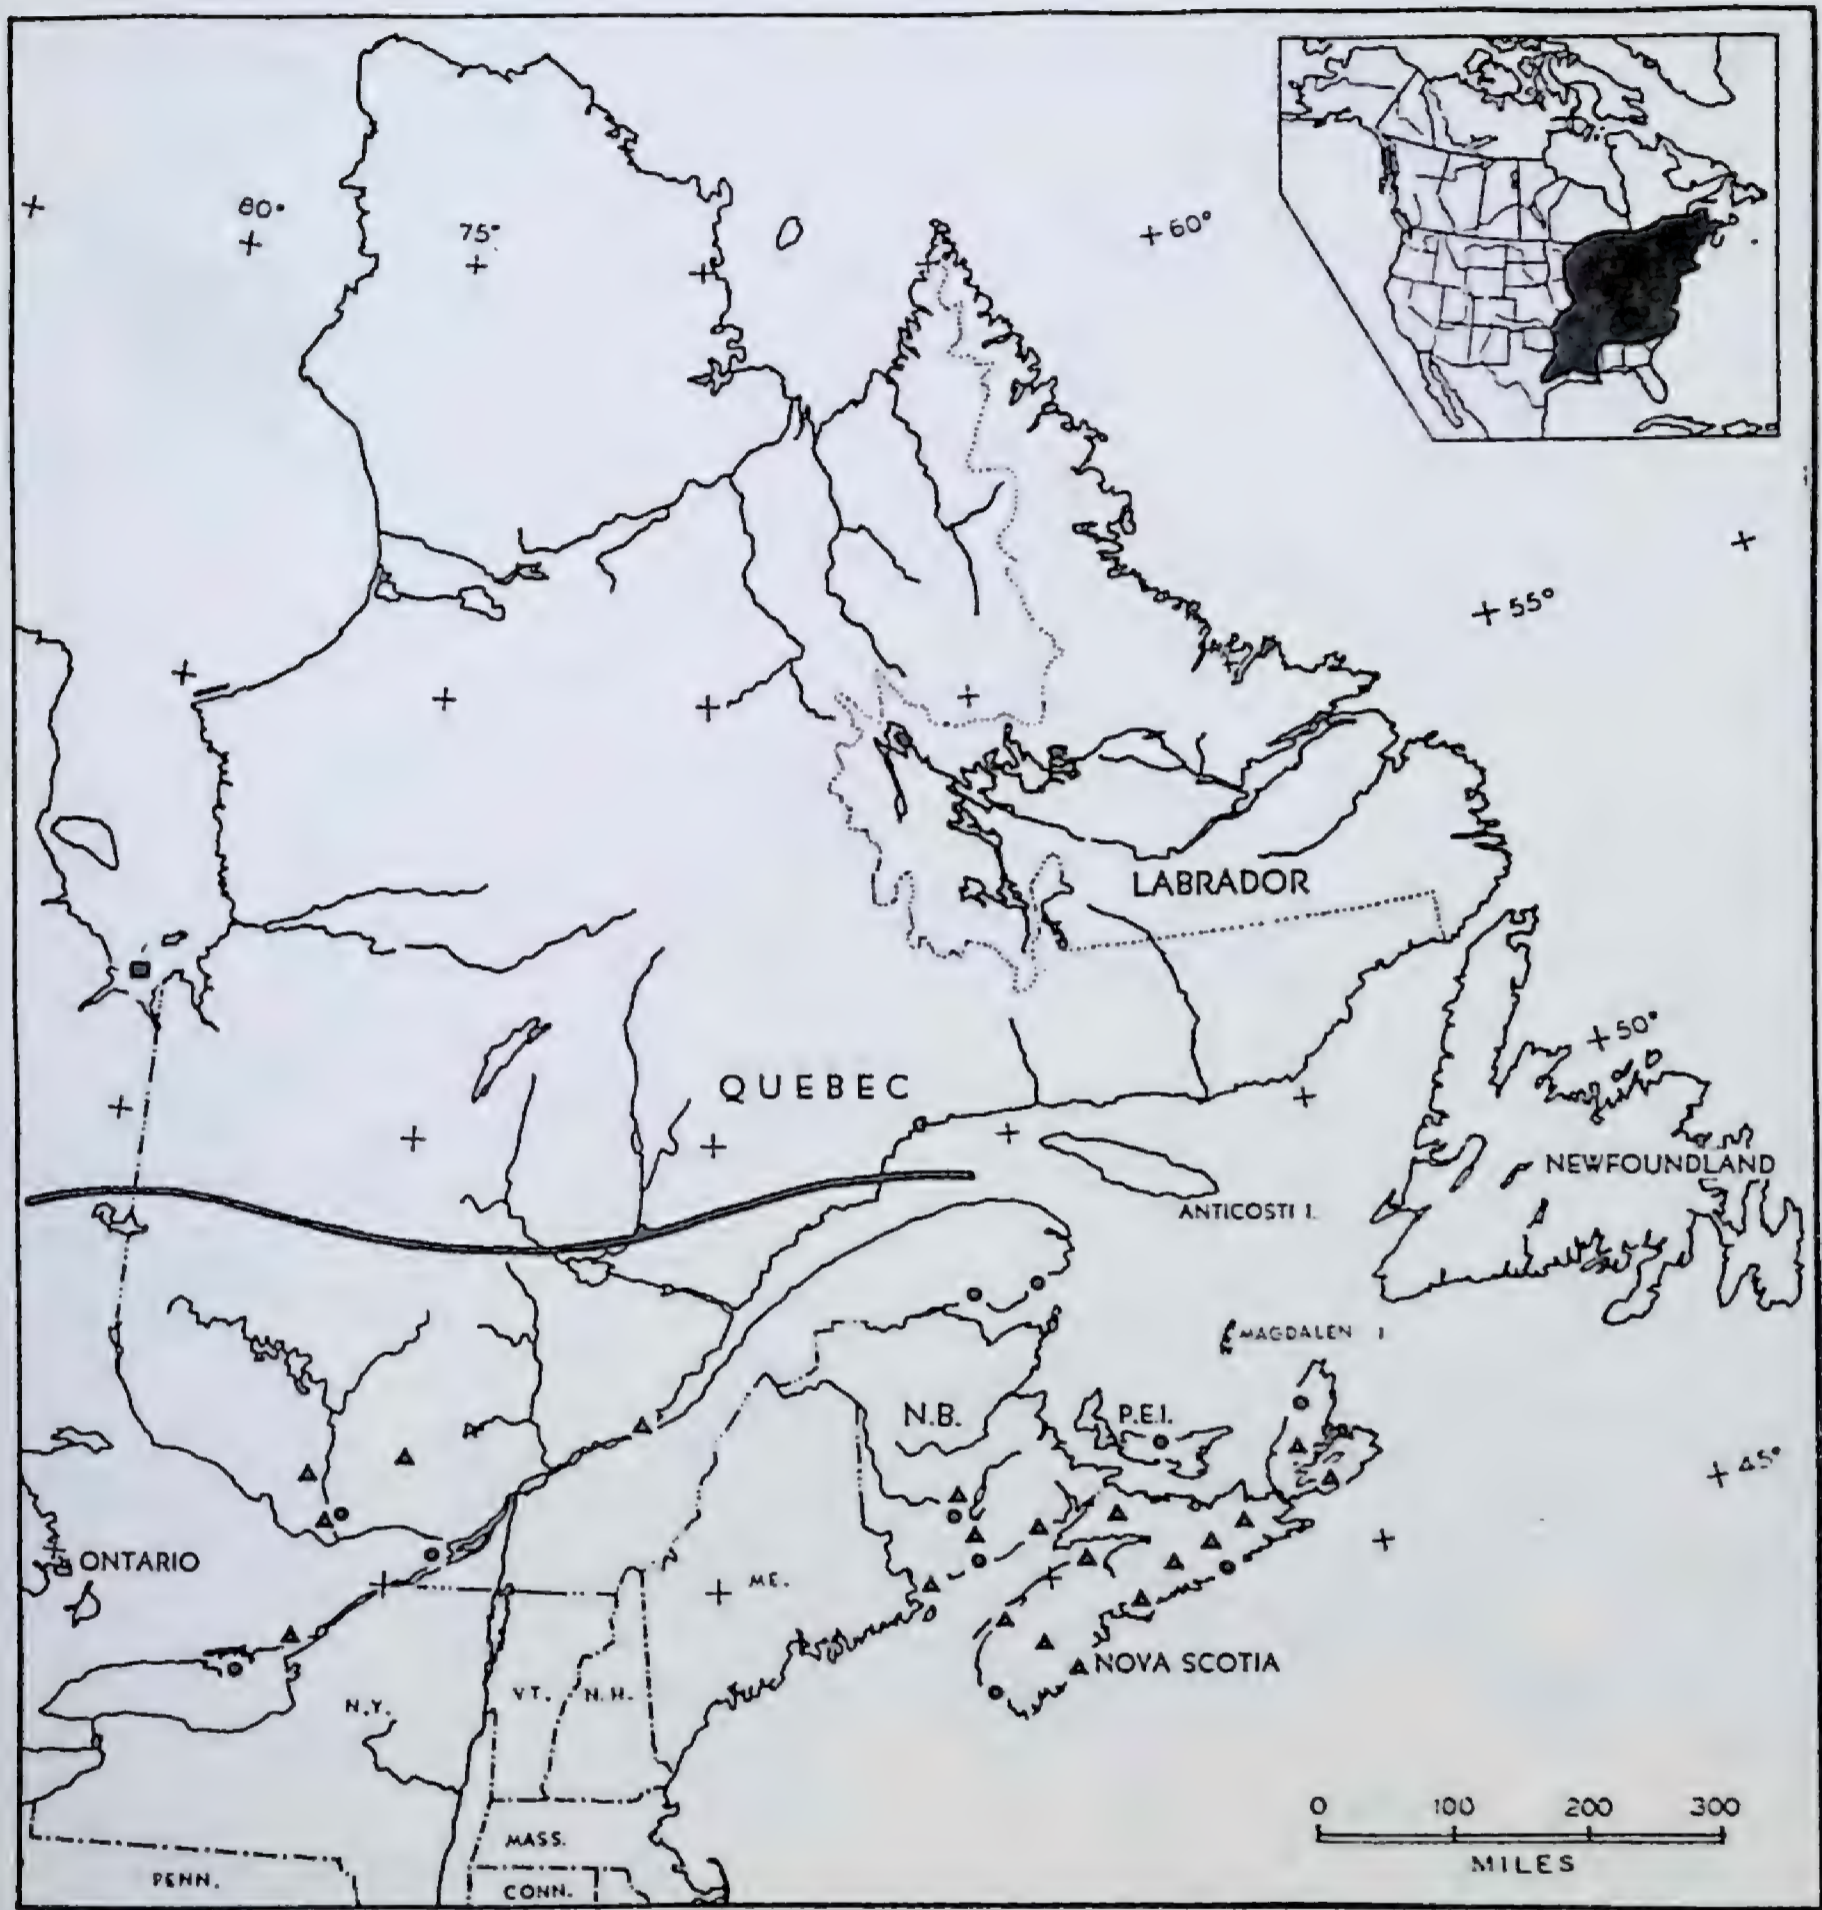 80°
75°
60°
55°
LABRADOR
50°
QUEBEC
NEWFOUNDLAND
ANTICOSTI I.
MAGDALEN I.
N.B.
P.E.I.
45°
ONTARIO
ME.
NOVA SCOTIA
VT.
N.H.
N.Y.
0 100 200 300
MILES
MASS.
PENN.
CONN.